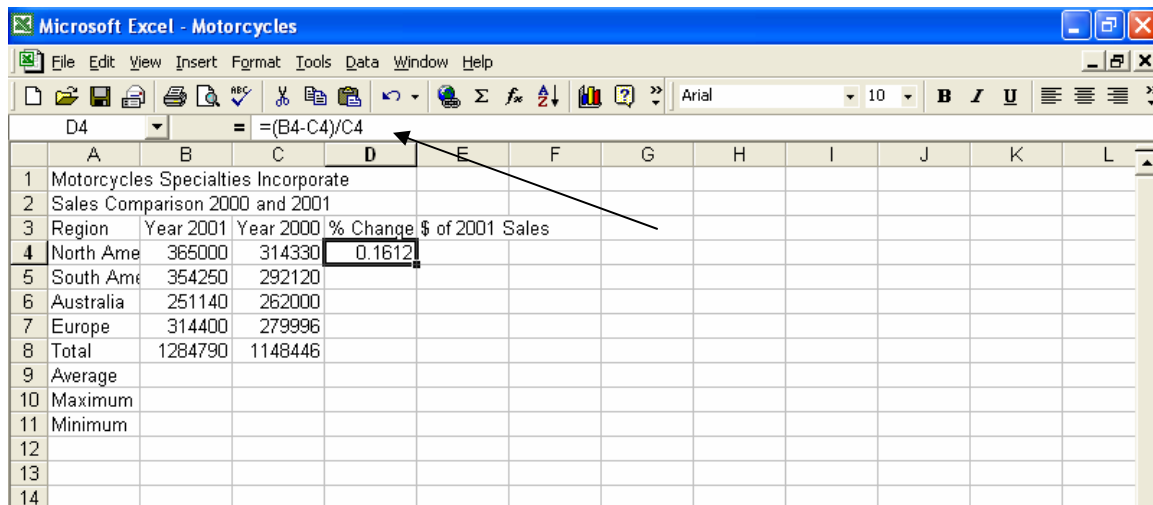 Microsoft Excel - Motorcycles
File Edit View Insert Format Tools Data Window Help
ABC Σ fx A Z ? » Arial 10 B I U »
D4 = =(B4-C4)/C4
A B C D E F G H I J K L
1 Motorcycles Specialties Incorporate
2 Sales Comparison 2000 and 2001
3 Region Year 2001 Year 2000 % Change $ of 2001 Sales
4 North Ame 365000 314330 0.1612
5 South Ame 354250 292120
6 Australia 251140 262000
7 Europe 314400 279996
8 Total 1284790 1148446
9 Average
10 Maximum
11 Minimum
12
13
14